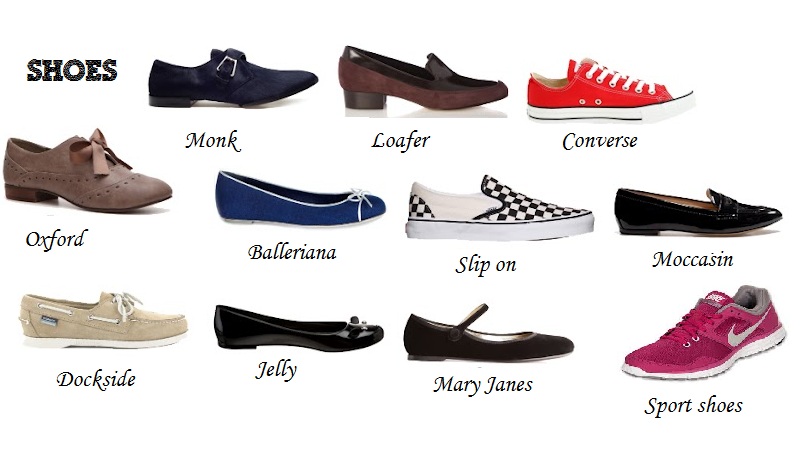 SHOES
Monk
Loafer
Converse
Oxford
Balleriana
Slip on
Moccasin
Dockside
Jelly
Mary Janes
Sport shoes